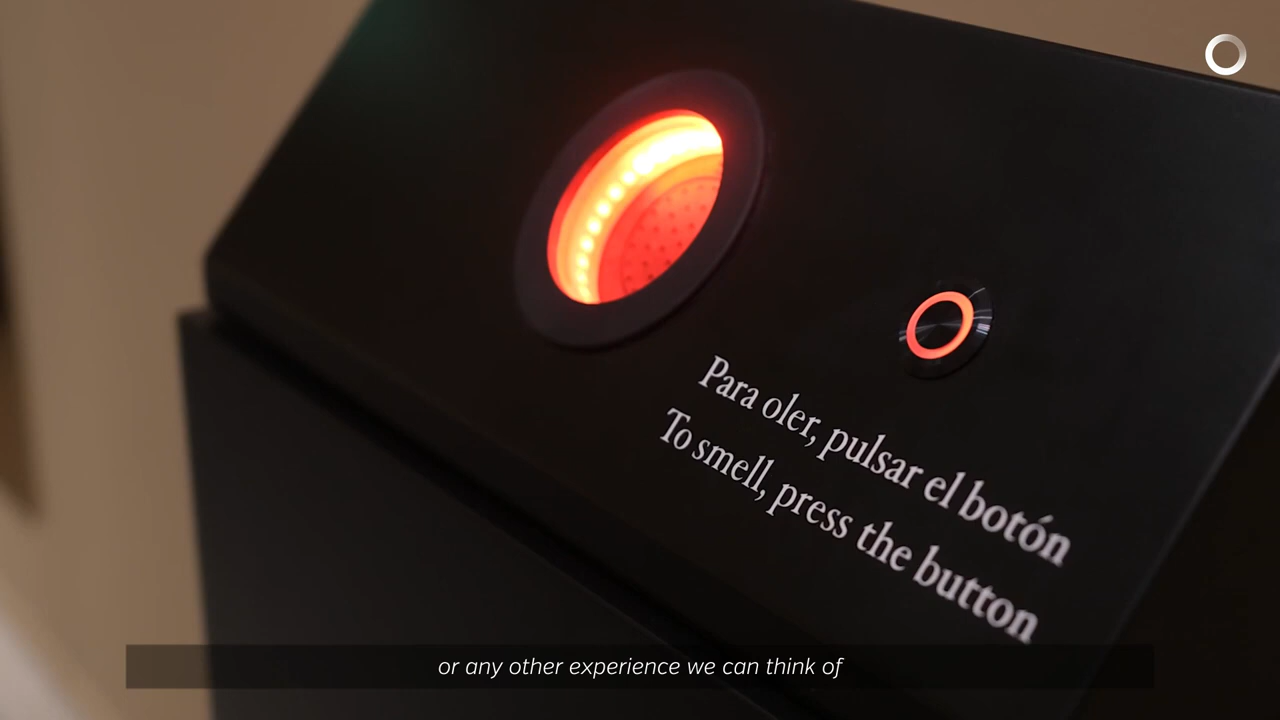 Para oler, pulsar el botón
To smell, press the button
or any other experience we can think of